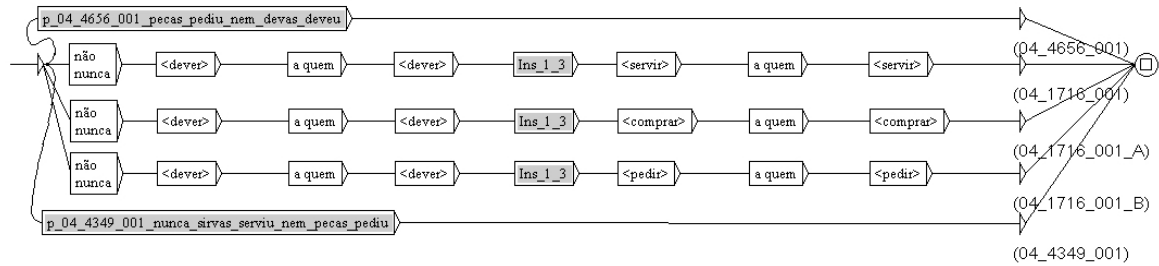 p_04_4656_001_pecas_pediu_nem_devas_deveu
(04_4656_001)
não
nunca
<dever> a quem <dever> Ins_1_3 <servir> a quem <servir>
(04_1716_001)
não
nunca
<dever> a quem <dever> Ins_1_3 <comprar> a quem <comprar>
(04_1716_001_A)
não
nunca
<dever> a quem <dever> Ins_1_3 <pedir> a quem <pedir>
(04_1716_001_B)
p_04_4349_001_nunca_sirvas_serviu_nem_pecas_pediu
(04_4349_001)